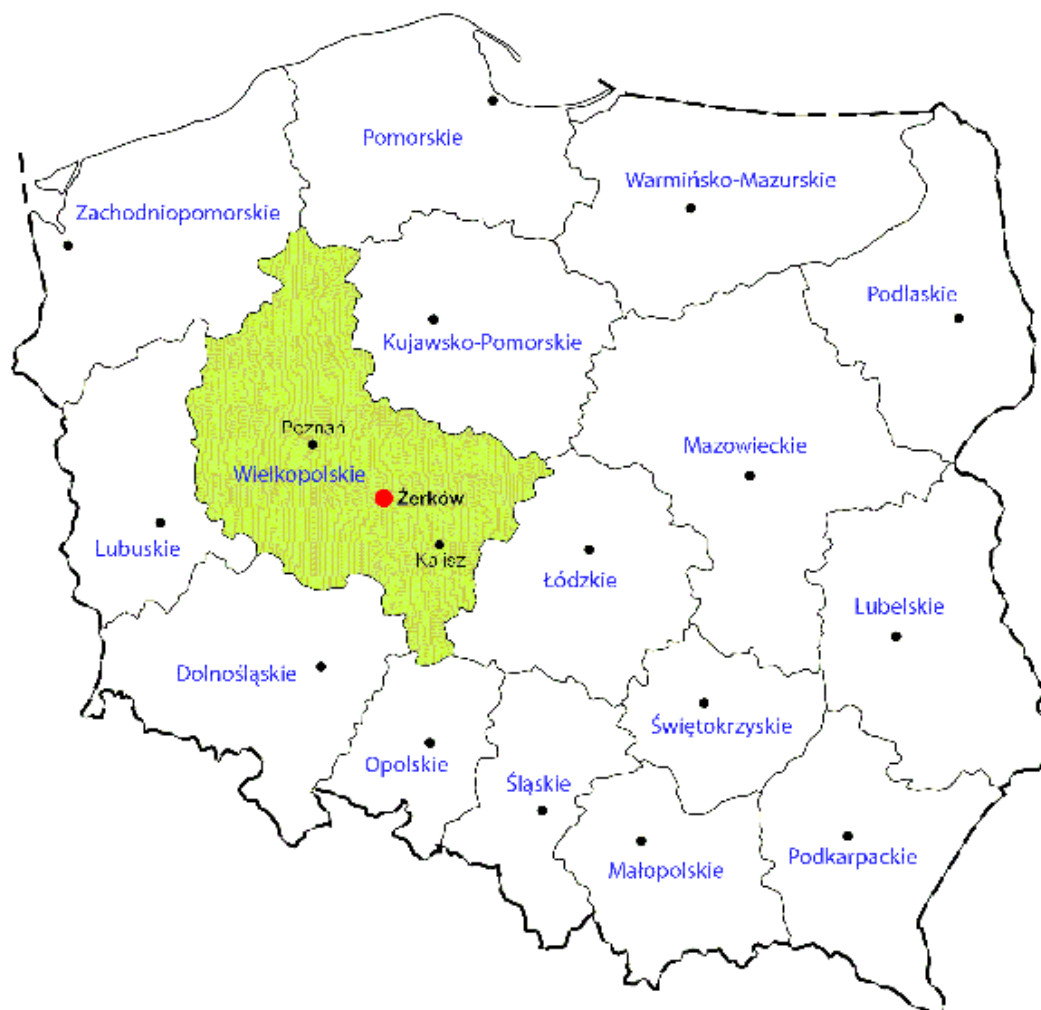 Pomorskie
Warmińsko-Mazurskie
Zachodniopomorskie
Podlaskie
Kujawsko-Pomorskie
Poznań
Mazowieckie
Wielkopolskie
Żerków
Lubuskie
Kalisz
Łódzkie
Lubelskie
Dolnośląskie
Świętokrzyskie
Opolskie
Śląskie
Podkarpackie
Małopolskie